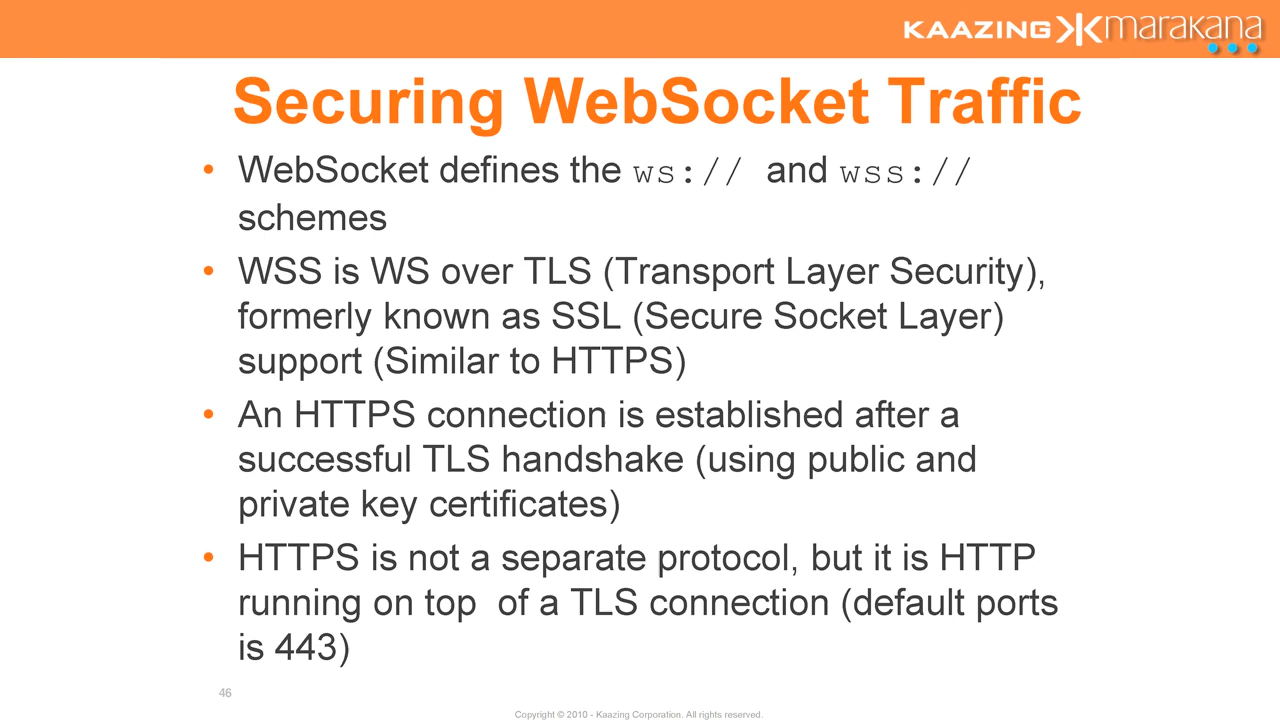 KAAZING marakana
Securing WebSocket Traffic
• WebSocket defines the ws:// and wss://
schemes
• WSS is WS over TLS (Transport Layer Security),
formerly known as SSL (Secure Socket Layer)
support (Similar to HTTPS)
• An HTTPS connection is established after a
successful TLS handshake (using public and
private key certificates)
• HTTPS is not a separate protocol, but it is HTTP
running on top  of a TLS connection (default ports
is 443)
46
Copyright © 2010 - Kaazing Corporation. All rights reserved.